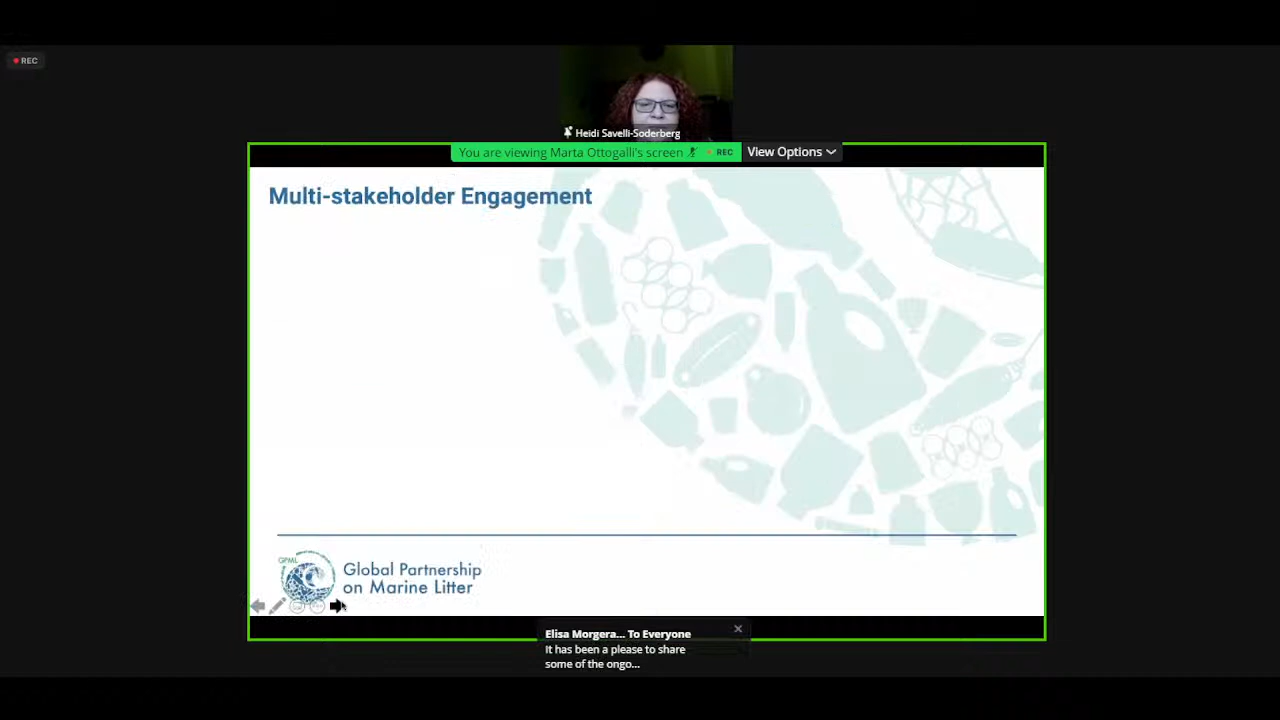 REC
Heidi Savelli-Soderberg
You are viewing Marta Ottogalli's screen
REC
View Options
Multi-stakeholder Engagement
GPML
Global Partnership
on Marine Litter
Elisa Morgera... To Everyone
It has been a please to share
some of the ongo...